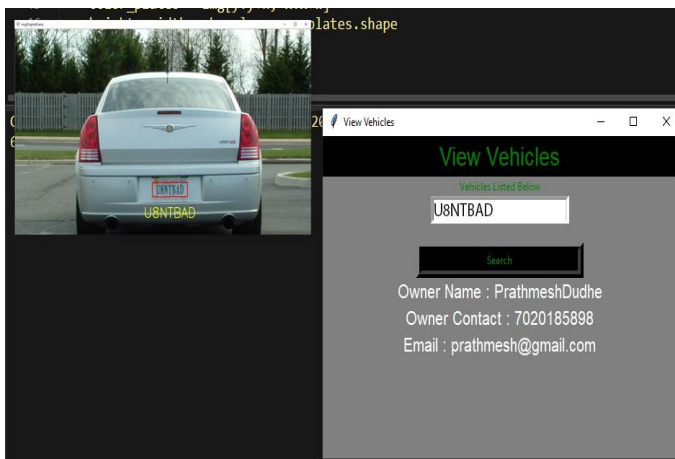 plates.shape
View Vehicles
View Vehicles
Vehicles Listed Below
U8NTBAD
Search
Owner Name : PrathmeshDudhe
Owner Contact : 7020185898
Email : prathmesh@gmail.com
U8NTBAD
U8NTBAD